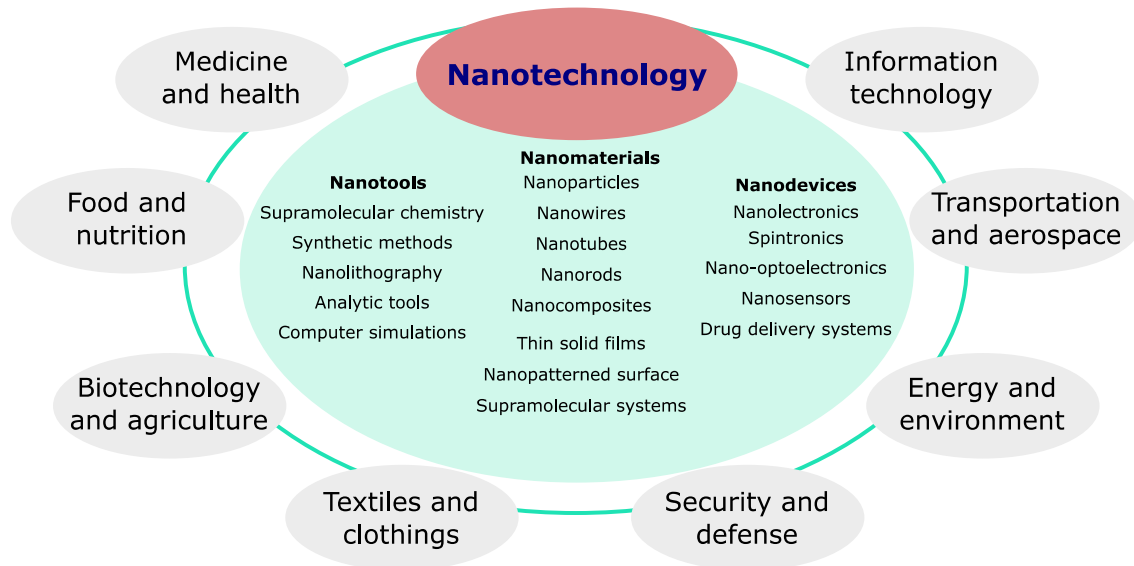 Nanotechnology
Medicine
and health
Information
technology
Food and
nutrition
Transportation
and aerospace
Biotechnology
and agriculture
Energy and
environment
Textiles and
clothings
Security and
defense
Nanotools
Supramolecular chemistry
Synthetic methods
Nanolithography
Analytic tools
Computer simulations
Nanomaterials
Nanoparticles
Nanowires
Nanotubes
Nanorods
Nanocomposites
Thin solid films
Nanopatterned surface
Supramolecular systems
Nanodevices
Nanolectronics
Spintronics
Nano-optoelectronics
Nanosensors
Drug delivery systems